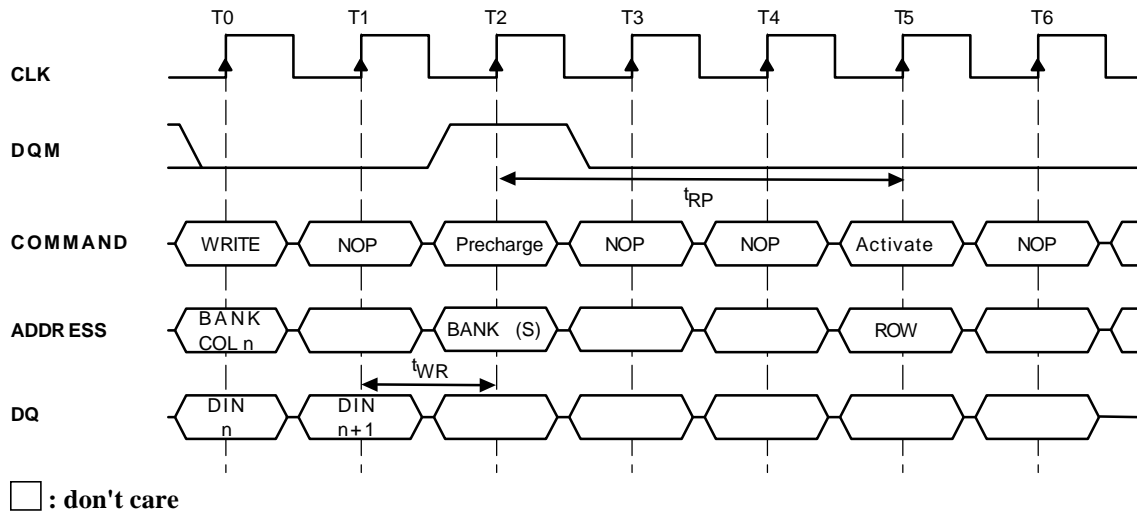 T0 T1 T2 T3 T4 T5 T6
CLK
DQM
tRP
COMMAND WRITE NOP Precharge NOP NOP Activate NOP
ADDRESS BANK COL n BANK (S) ROW
tWR
DQ DIN n DIN n+1
: don't care